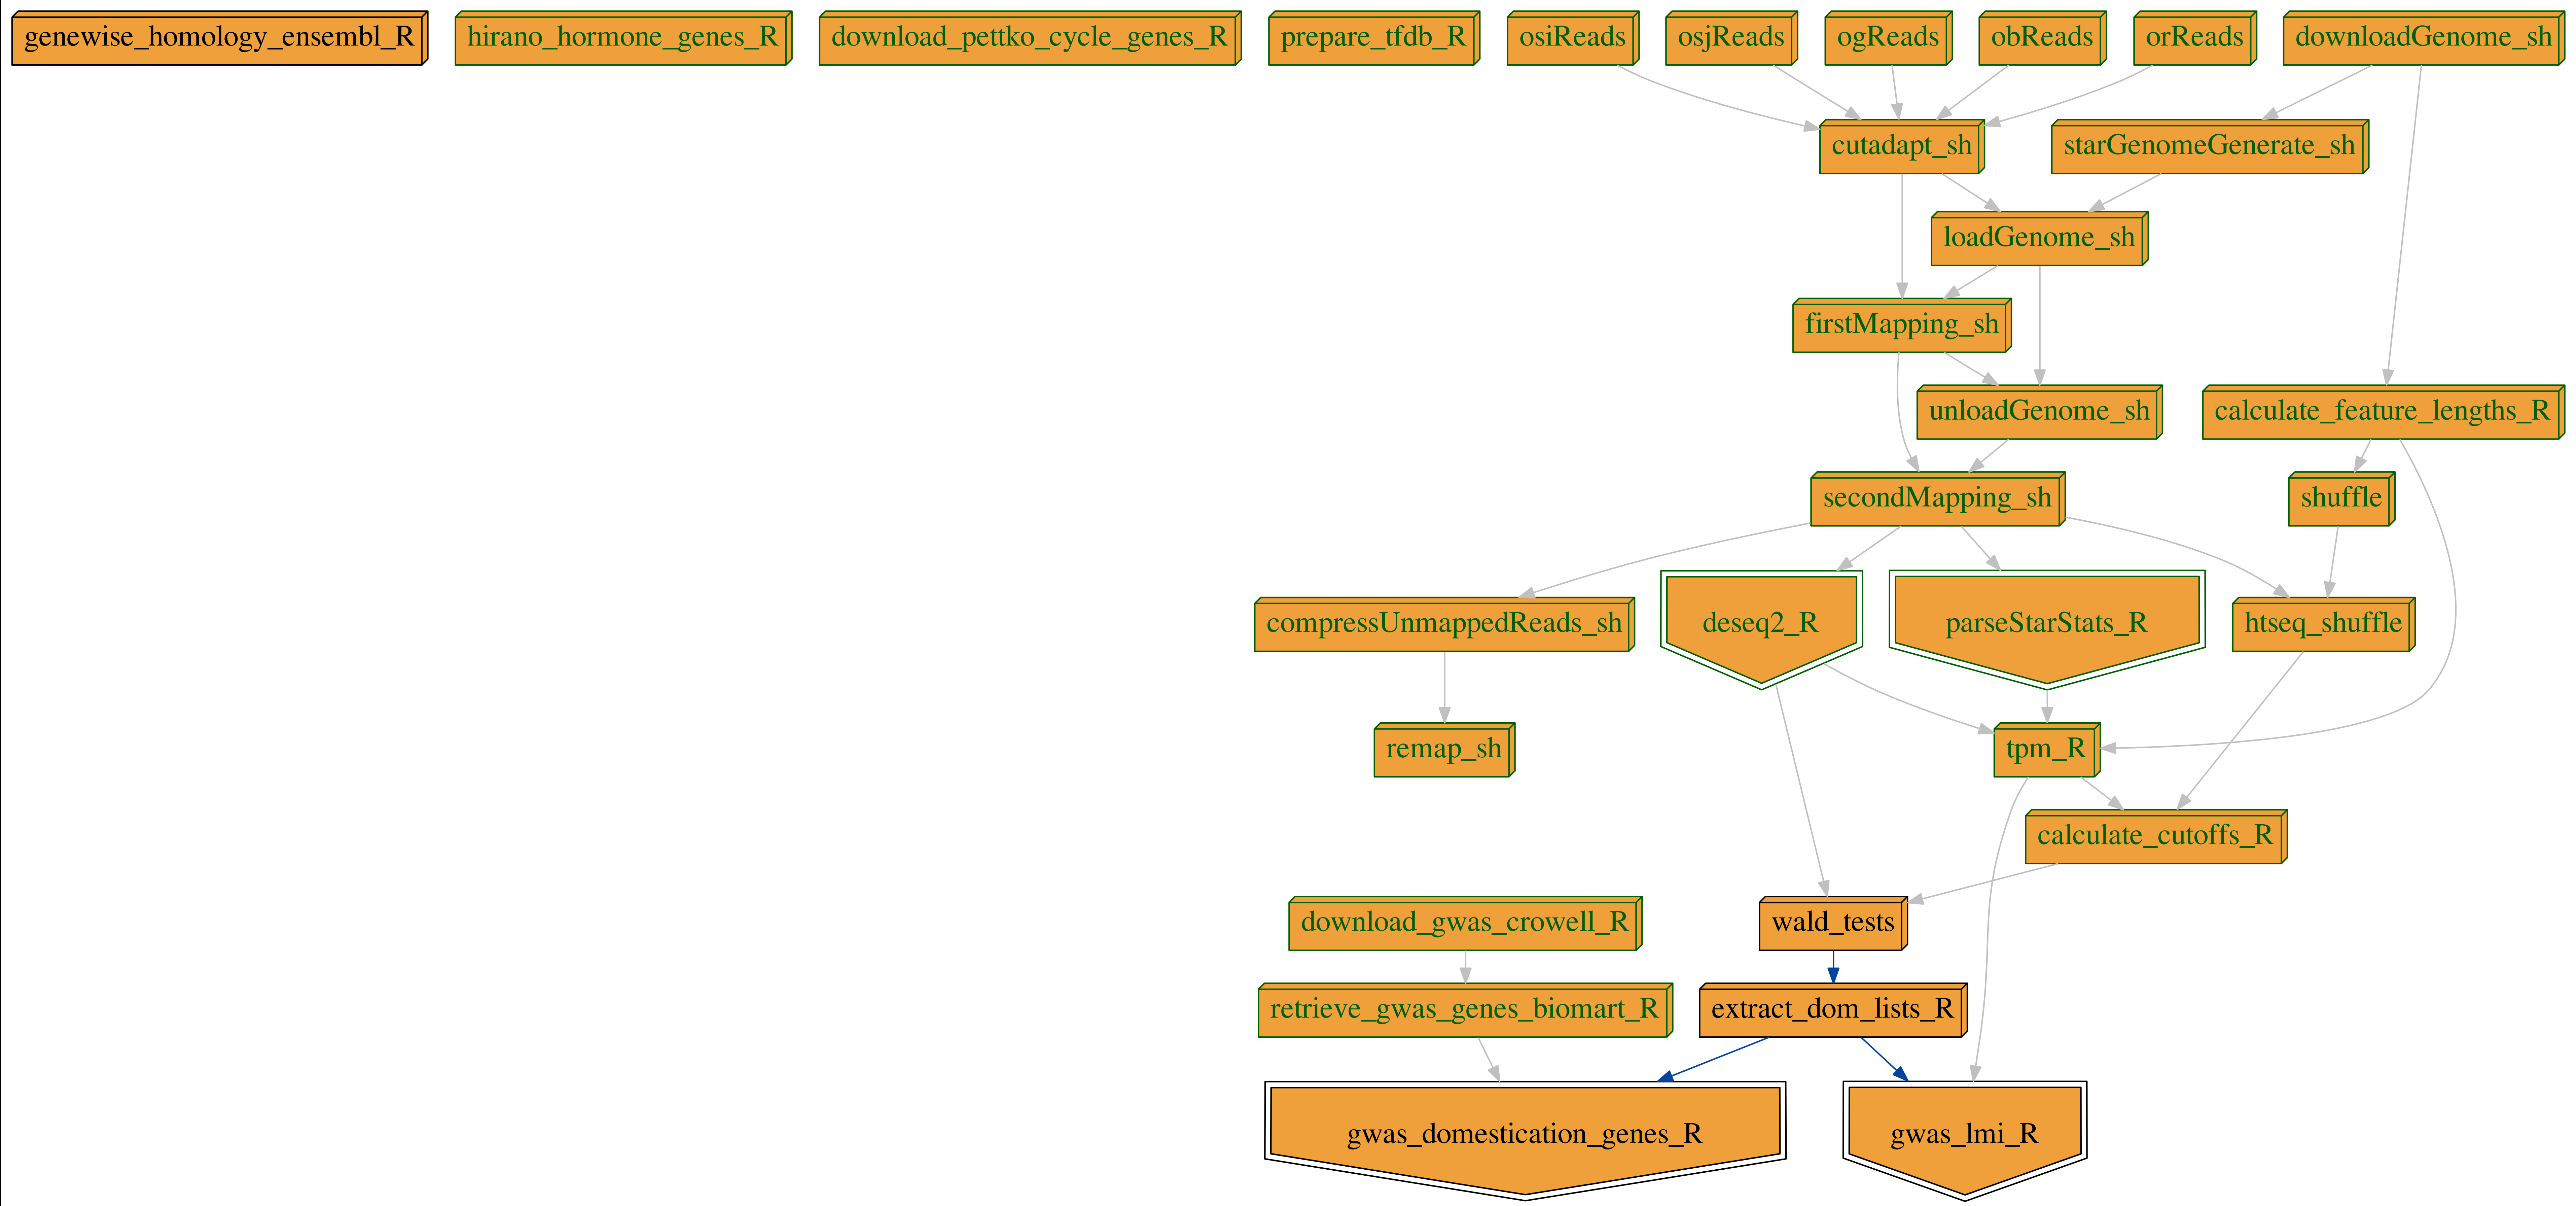 genewise_homology_ensembl_R
hirano_hormone_genes_R
download_pettko_cycle_genes_R
prepare_tfdb_R
osiReads
osjReads
ogReads
obReads
orReads
downloadGenome_sh
cutadapt_sh
starGenomeGenerate_sh
loadGenome_sh
firstMapping_sh
unloadGenome_sh
calculate_feature_lengths_R
secondMapping_sh
shuffle
compressUnmappedReads_sh
deseq2_R
parseStarStats_R
htseq_shuffle
remap_sh
tpm_R
calculate_cutoffs_R
download_gwas_crowell_R
wald_tests
retrieve_gwas_genes_biomart_R
extract_dom_lists_R
gwas_domestication_genes_R
gwas_lmi_R